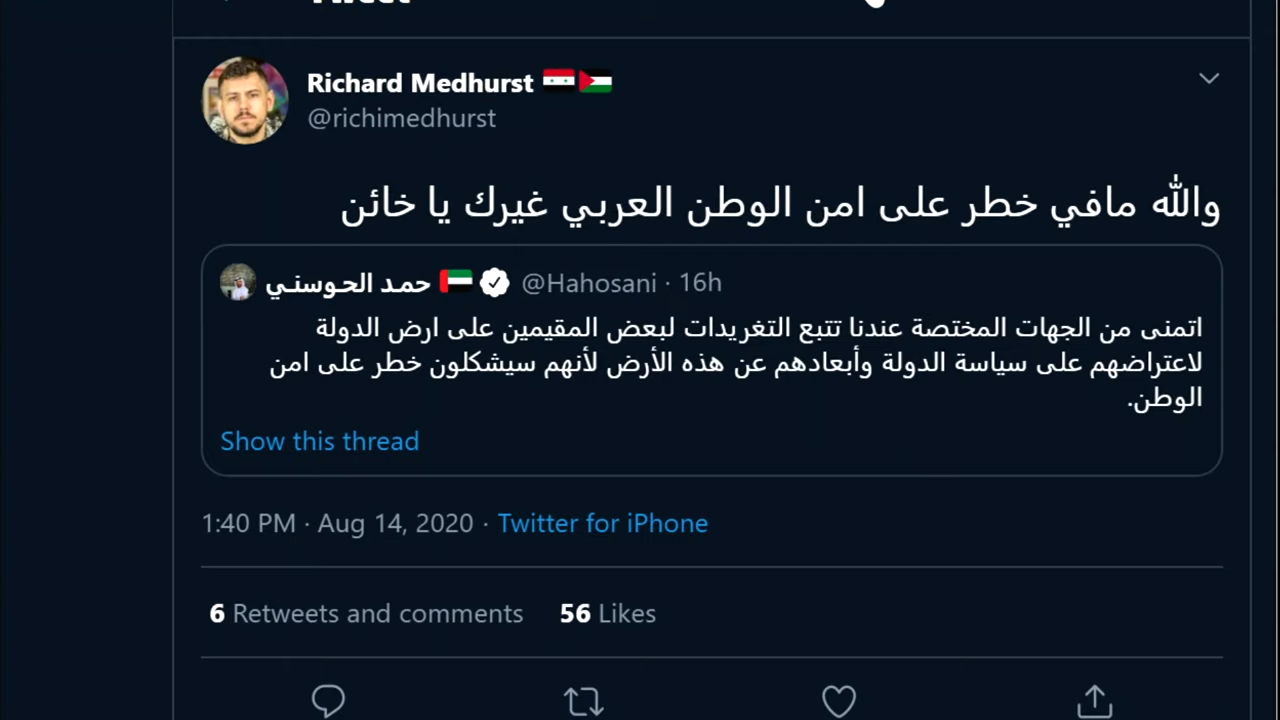 Tweet
Richard Medhurst 🇸🇾🇵🇸
@richimedhurst
والله مافي خطر على امن الوطن العربي غيرك يا خائن
حمد الحوسنـي 🇦🇪 @Hahosani · 16h
اتمنى من الجهات المختصة عندنا تتبع التغريدات لبعض المقيمين على ارض الدولة
لاعتراضهم على سياسة الدولة وأبعادهم عن هذه الأرض لأنهم سيشكلون خطر على امن
الوطن.
Show this thread
1:40 PM · Aug 14, 2020 · Twitter for iPhone
6 Retweets and comments 56 Likes